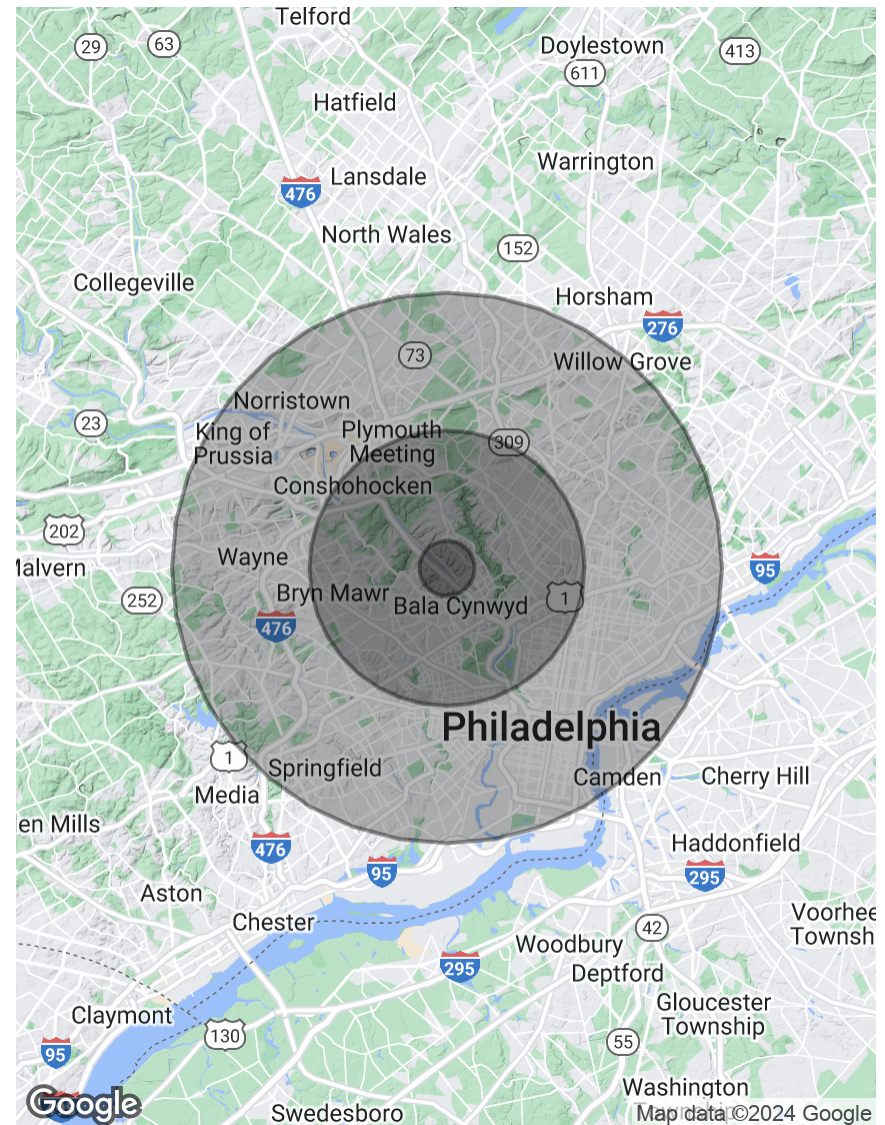 Telford
29
63
Doylestown
413
611
Hatfield
Warrington
Lansdale
476
North Wales
152
Collegeville
Horsham
276
73
Willow Grove
Norristown
23
King of
Prussia
Plymouth
Meeting
309
Conshohocken
202
Malvern
Wayne
95
252
Bryn Mawr
1
Bala Cynwyd
476
Philadelphia
1
Springfield
Camden
Cherry Hill
Media
en Mills
476
Haddonfield
95
295
Aston
Chester
Voorhee
Townsh
42
Woodbury
295
Deptford
Gloucester
Township
Claymont
130
55
95
Washington
Township
Google
Swedesboro
Map data ©2024 Google